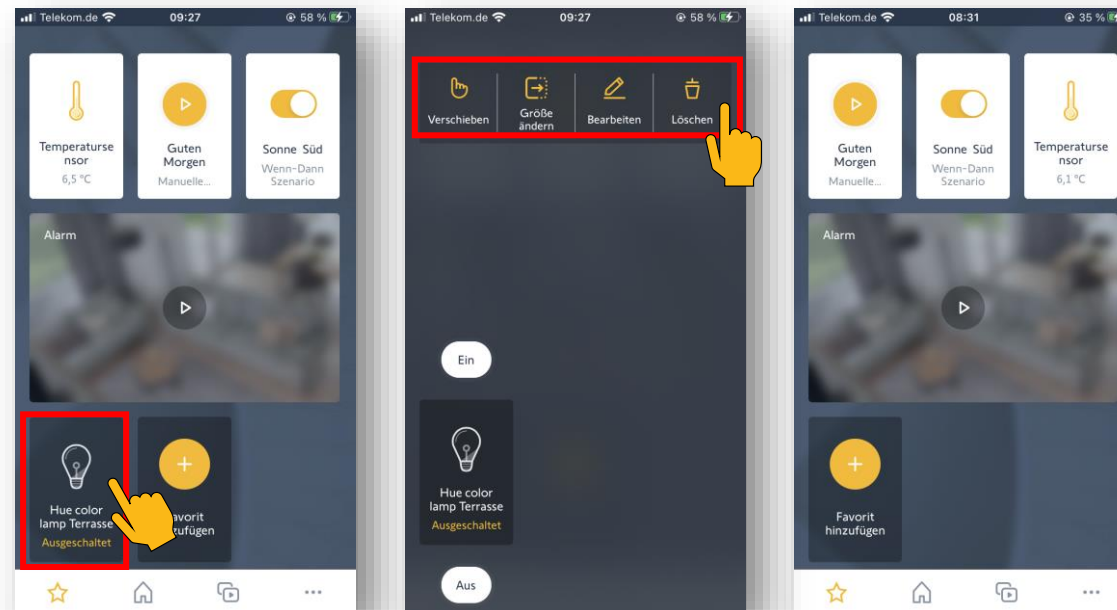 Telekom.de 09:27 58 %
Temperaturse
nsor
6,5 °C
Guten
Morgen
Manuelle...
Sonne Süd
Wenn-Dann
Szenario
Alarm
Hue color
lamp Terrasse
Ausgeschaltet
avorit
zufügen
Telekom.de 09:27 58 %
Verschieben
Größe
ändern
Bearbeiten
Löschen
Ein
Hue color
lamp Terrasse
Ausgeschaltet
Aus
Telekom.de 08:31 35 %
Guten
Morgen
Manuelle...
Sonne Süd
Wenn-Dann
Szenario
Temperaturse
nsor
6,1 °C
Alarm
Favorit
hinzufügen